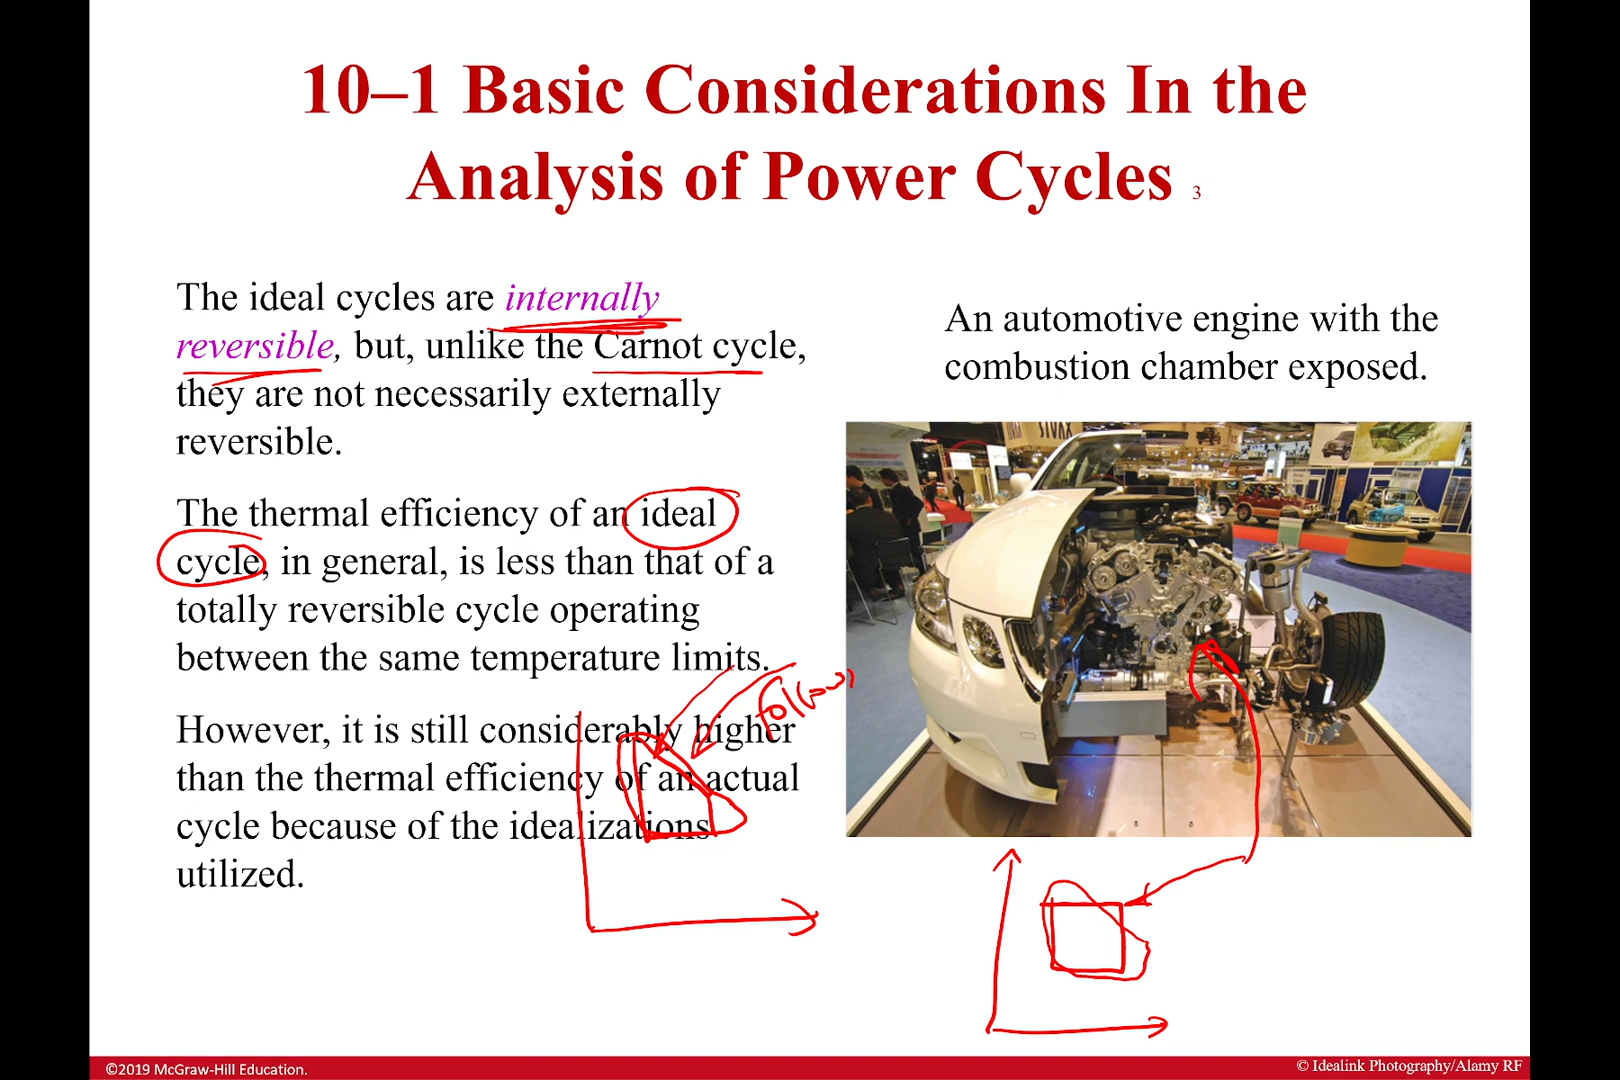 10–1 Basic Considerations In the
Analysis of Power Cycles 3
The ideal cycles are internally
reversible, but, unlike the Carnot cycle,
they are not necessarily externally
reversible.
The thermal efficiency of an ideal
cycle, in general, is less than that of a
totally reversible cycle operating
between the same temperature limits.
However, it is still considerably higher
than the thermal efficiency of an actual
cycle because of the idealizations
utilized.
An automotive engine with the
combustion chamber exposed.
©2019 McGraw-Hill Education.
© Idealink Photography/Alamy RF